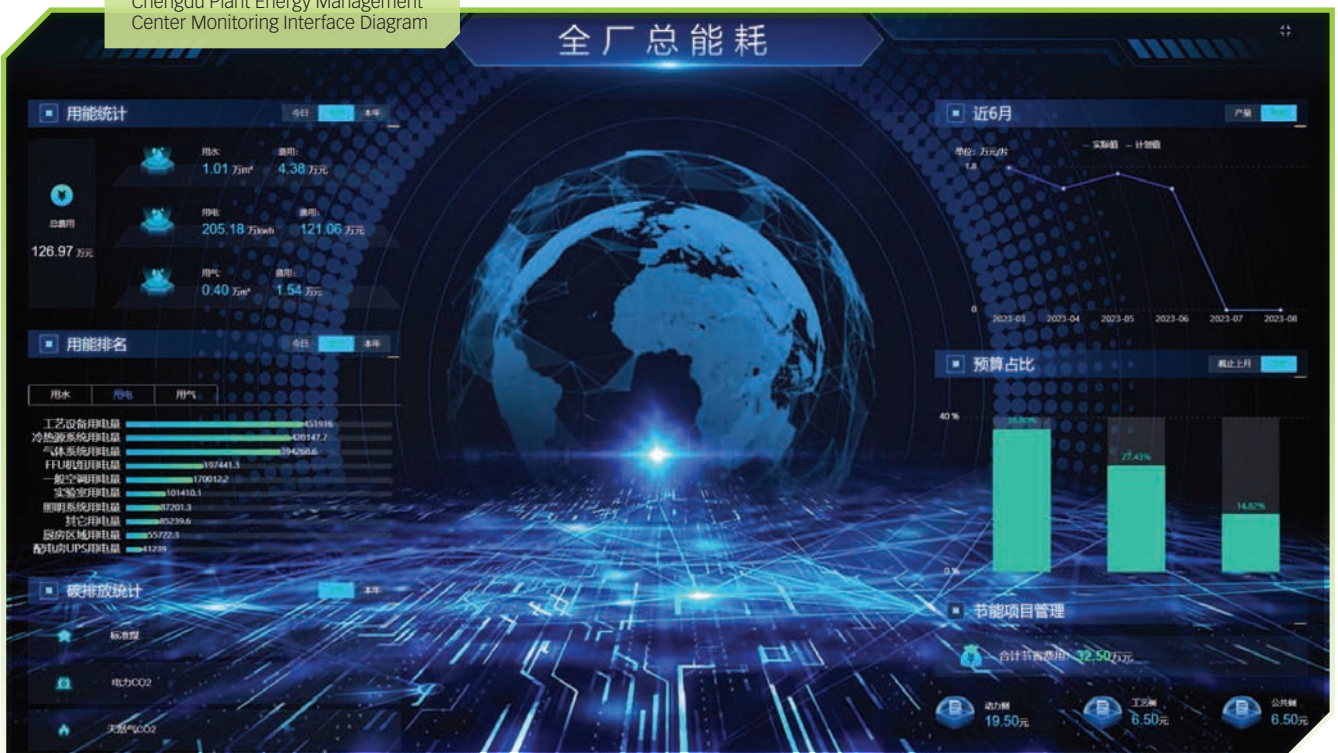 Chengdu Plant Energy Management
Center Monitoring Interface Diagram
全厂总能耗
用能统计
今日 本年
总费用
126.97 万元
用水: 费用:
1.01 万m³ 4.38 万元
用电: 费用:
205.18 万kwh 121.06 万元
用气: 费用:
0.40 万m³ 1.54 万元
用能排名
今日 本年
用水 用电 用气
工艺设备用电量 451916
冷热源系统用电量 420147.7
气体系统用电量 394268.6
FFU机组用电量 197441.3
一般空调用电量 170012.2
实验室用电量 101410.1
照明系统用电量 87201.3
其它用电量 85239.6
厨房区域用电量 55722.3
配电房UPS用电量 41239
碳排放统计
本年
标准煤
电力CO2
天然气CO2
近6月
产量
单位: 万元/片
实际值 计划值
1.8
0
2023-03 2023-04 2023-05 2023-06 2023-07 2023-08
预算占比
截止上月
40 %
27.43%
14.82%
0 %
节能项目管理
合计节省费用: 32.50万元
动力侧
19.50元
工艺侧
6.50元
公共侧
6.50元